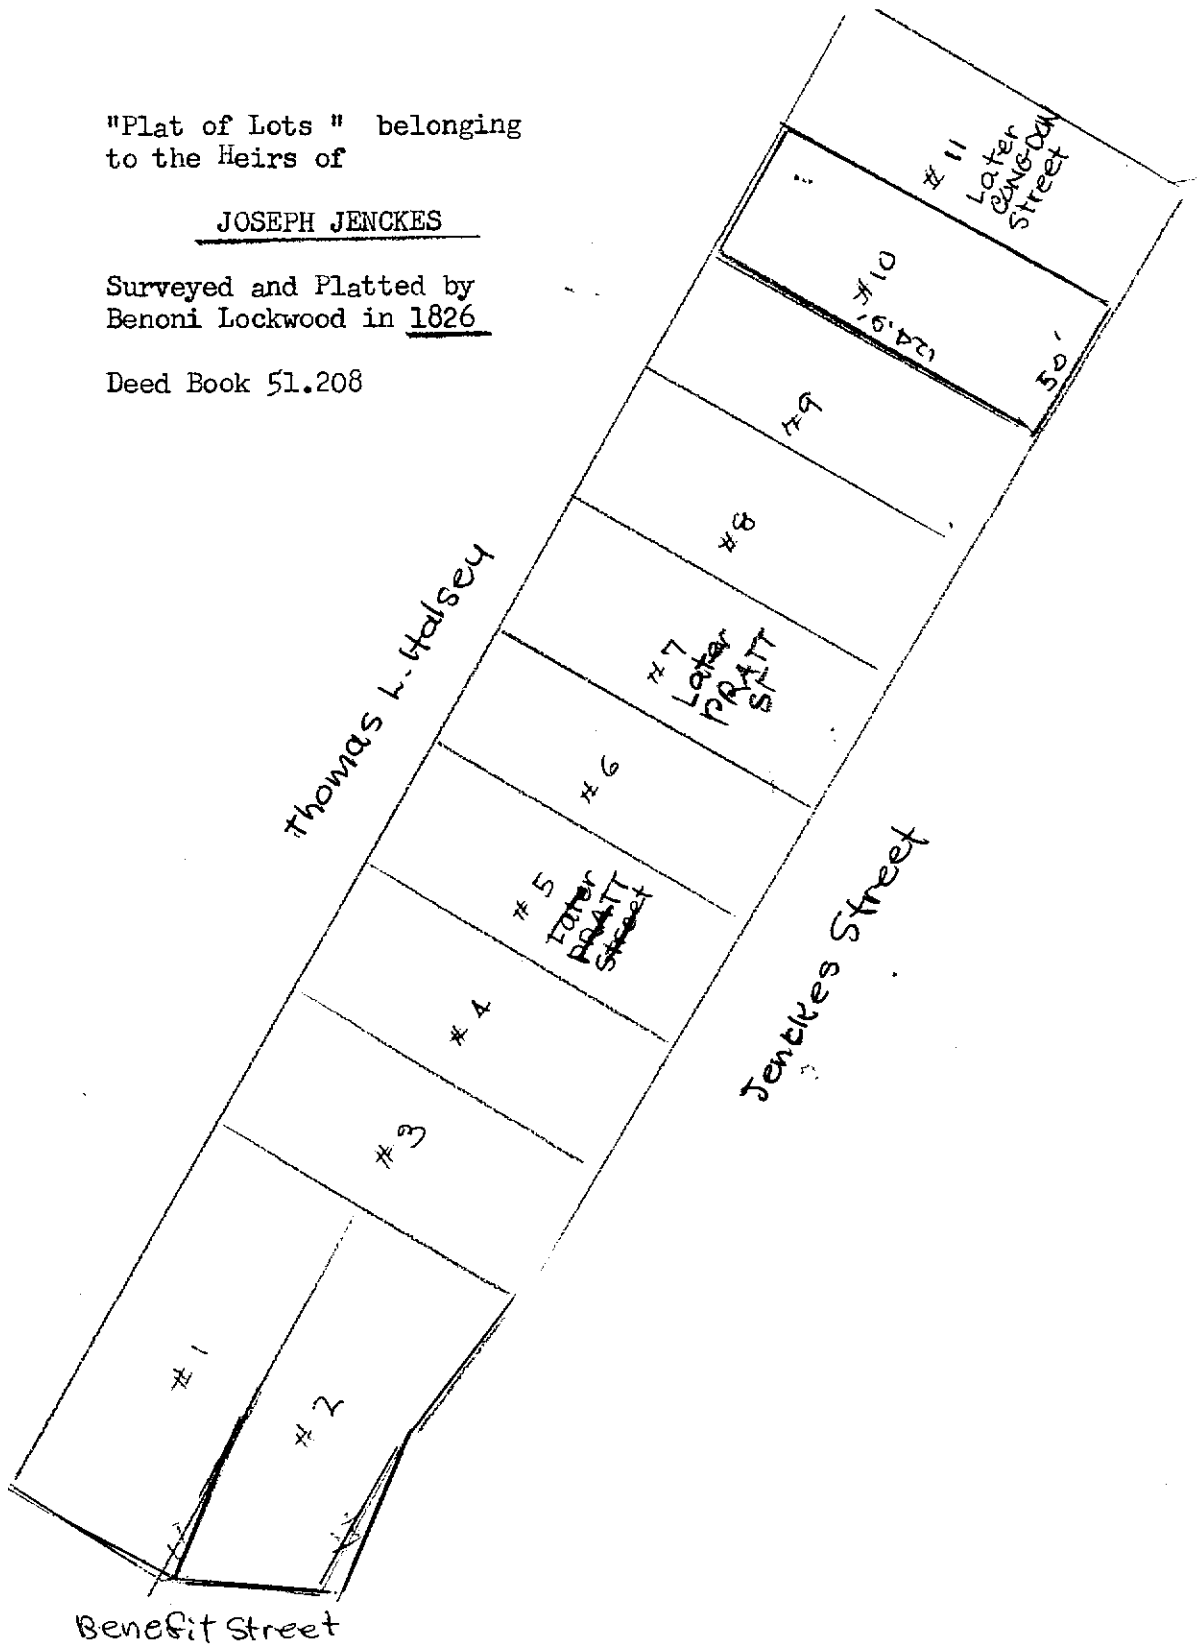 "Plat of Lots " belonging
to the Heirs of
JOSEPH JENCKES
Surveyed and Platted by
Benoni Lockwood in 1826
Deed Book 51.208
# 11
Later
CONGDON
Street
# 10
124.9'
50'
#9
#8
#7
Later
PRATT
St
Thomas L. Halsey
# 6
# 5
Later
PRATT
Street
# 4
Jenckes Street
# 3
# 1
# 2
Benefit Street